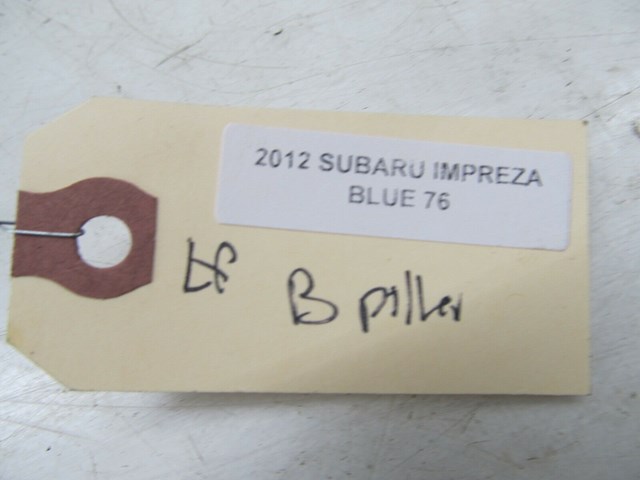 2012 SUBARU IMPREZA
BLUE 76
LF B piller